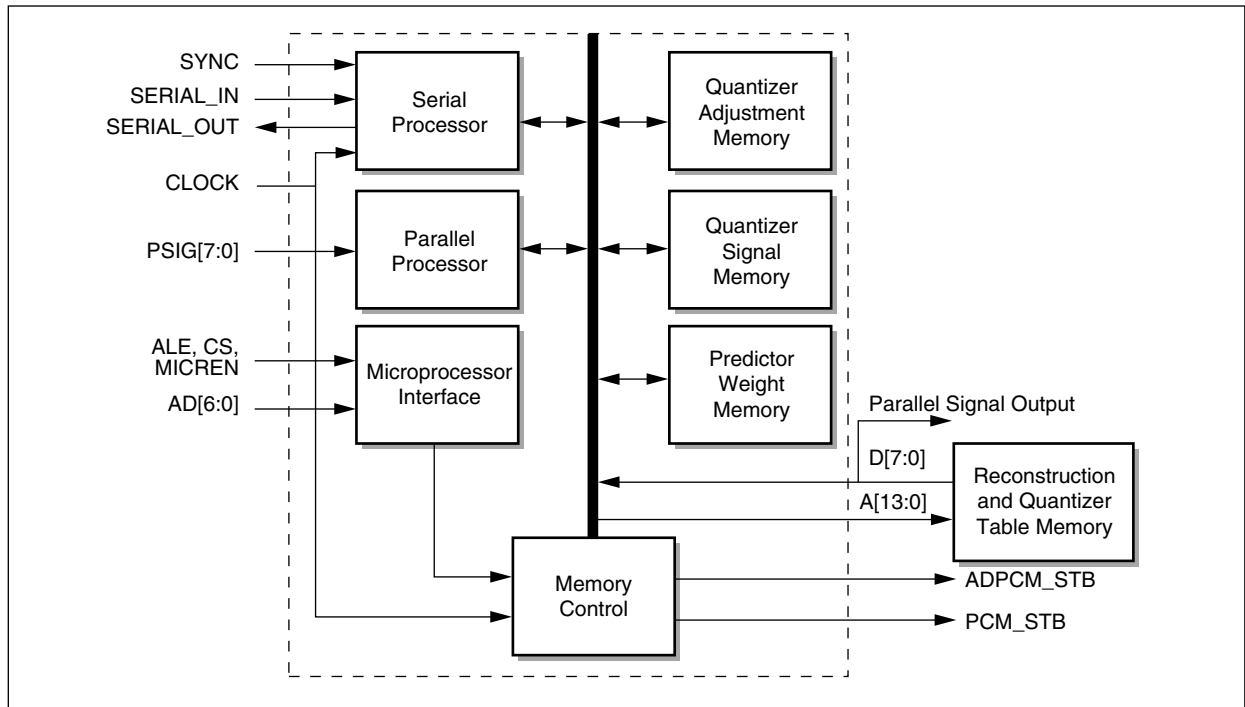 SYNC
SERIAL_IN
SERIAL_OUT
CLOCK
PSIG[7:0]
ALE, CS,
MICREN
AD[6:0]
Serial
Processor
Parallel
Processor
Microprocessor
Interface
Quantizer
Adjustment
Memory
Quantizer
Signal
Memory
Predictor
Weight
Memory
Parallel Signal Output
D[7:0]
A[13:0]
Reconstruction
and Quantizer
Table Memory
Memory
Control
ADPCM_STB
PCM_STB